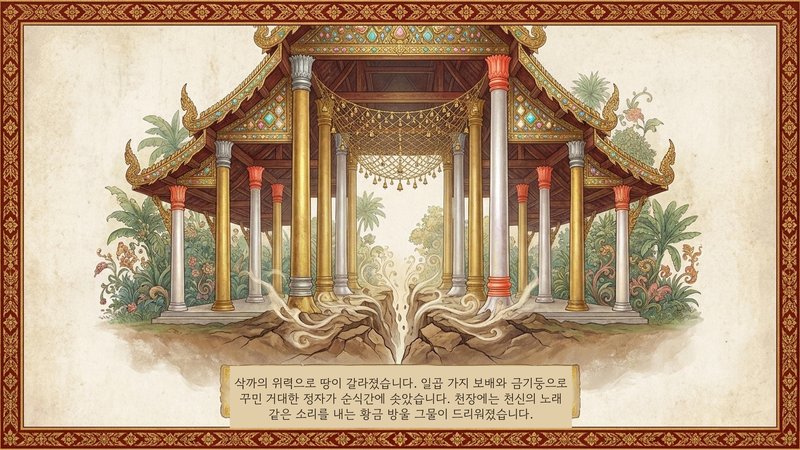 삭까의 위력으로 땅이 갈라졌습니다. 일곱 가지 보배와 금기둥으로
꾸민 거대한 정자가 순식간에 솟았습니다. 천장에는 천신의 노래
같은 소리를 내는 황금 방울 그물이 드리워졌습니다.